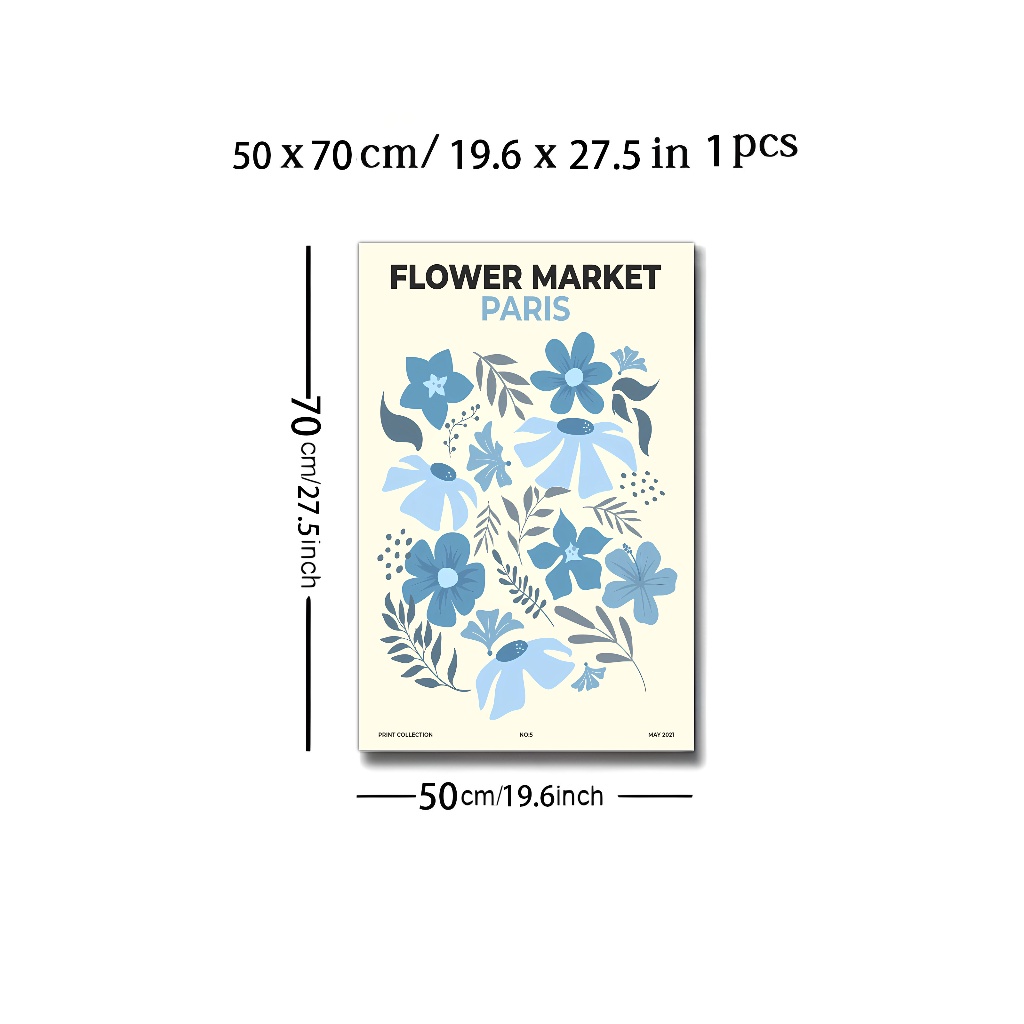 50 x 70 cm/ 19.6 x 27.5 in 1 pcs
FLOWER MARKET
PARIS
70 cm/27.5 inch
PRINT COLLECTION NO.5 MAY 2021
50 cm/19.6 inch